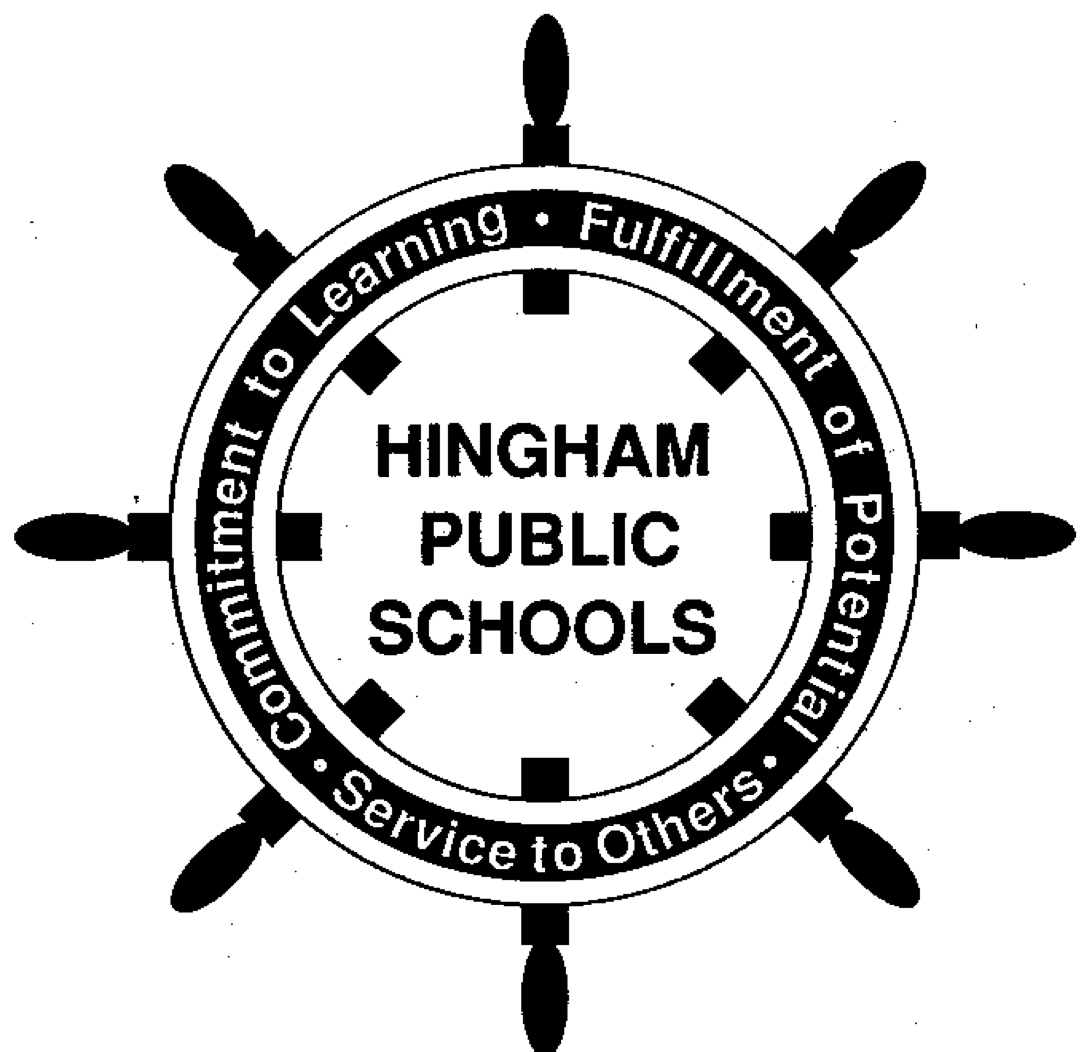 Commitment to Learning • Fulfillment of Potential • Service to Others •
HINGHAM
PUBLIC
SCHOOLS